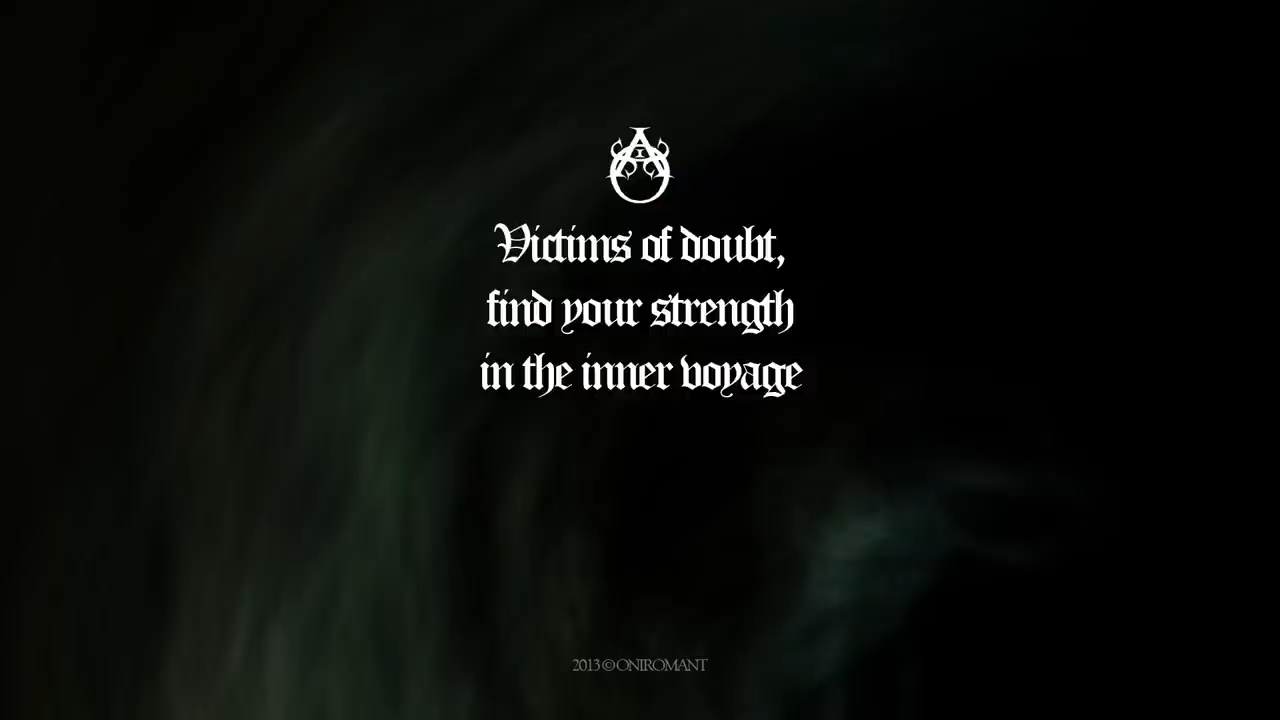 Victims of doubt,
find your strength
in the inner voyage
2013 © ONIROMANT